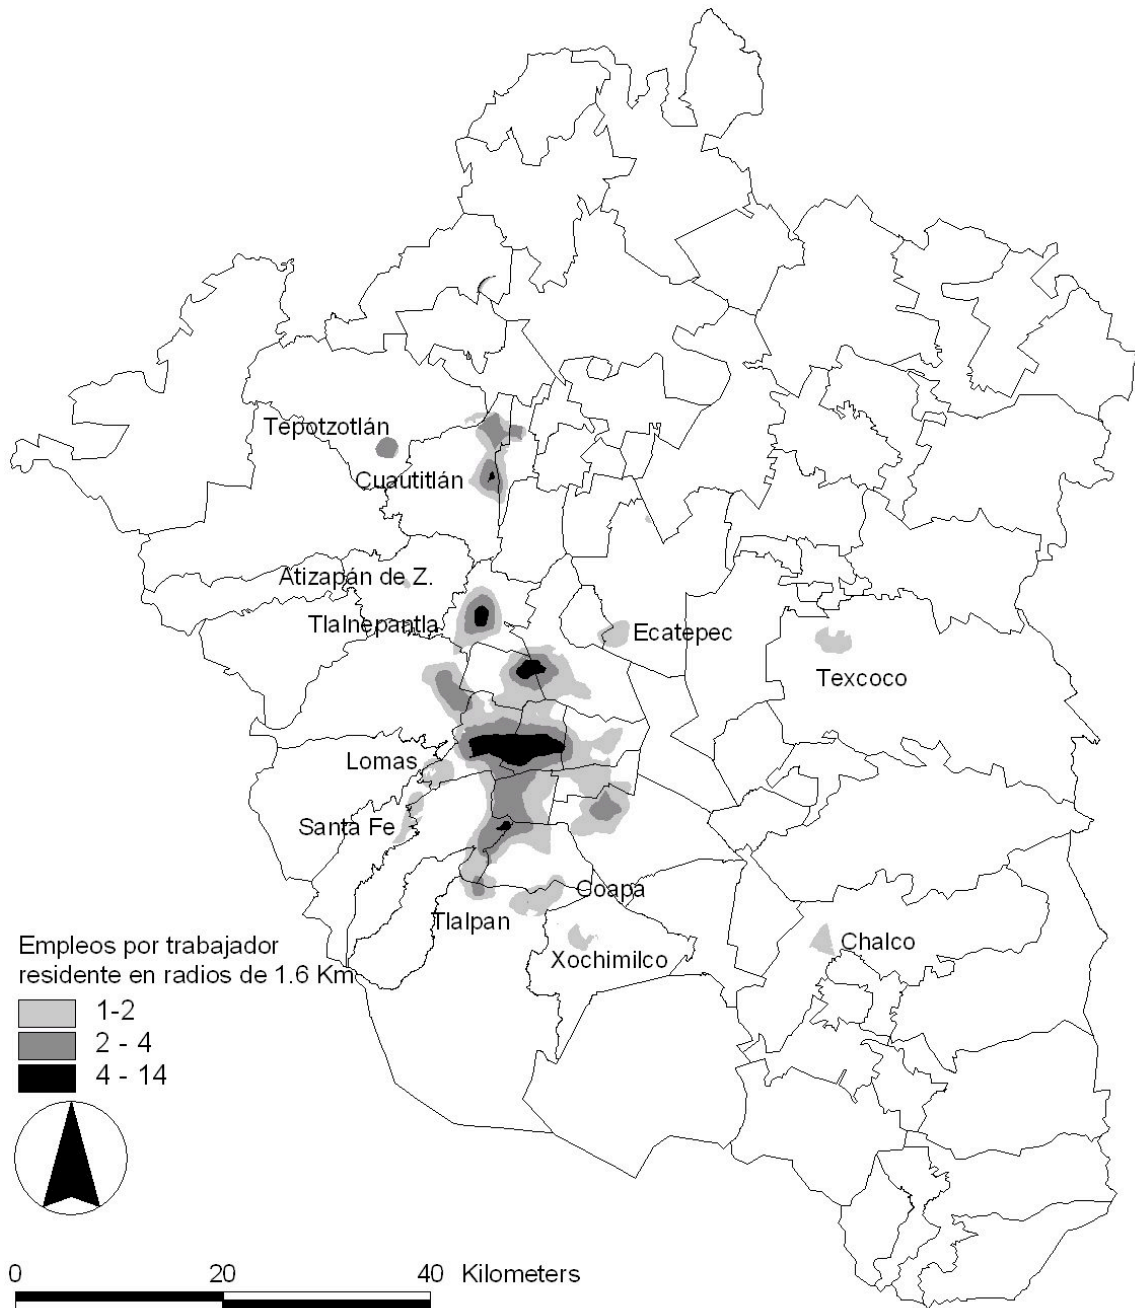 Tepotzotlán
Cuautitlán
Atizapán de Z.
Tlalnepantla
Ecatepec
Texcoco
Lomas
Santa Fe
Coapa
Tlalpan
Xochimilco
Chalco
Empleos por trabajador
residente en radios de 1.6 Km
1-2
2 - 4
4 - 14
0 20 40 Kilometers